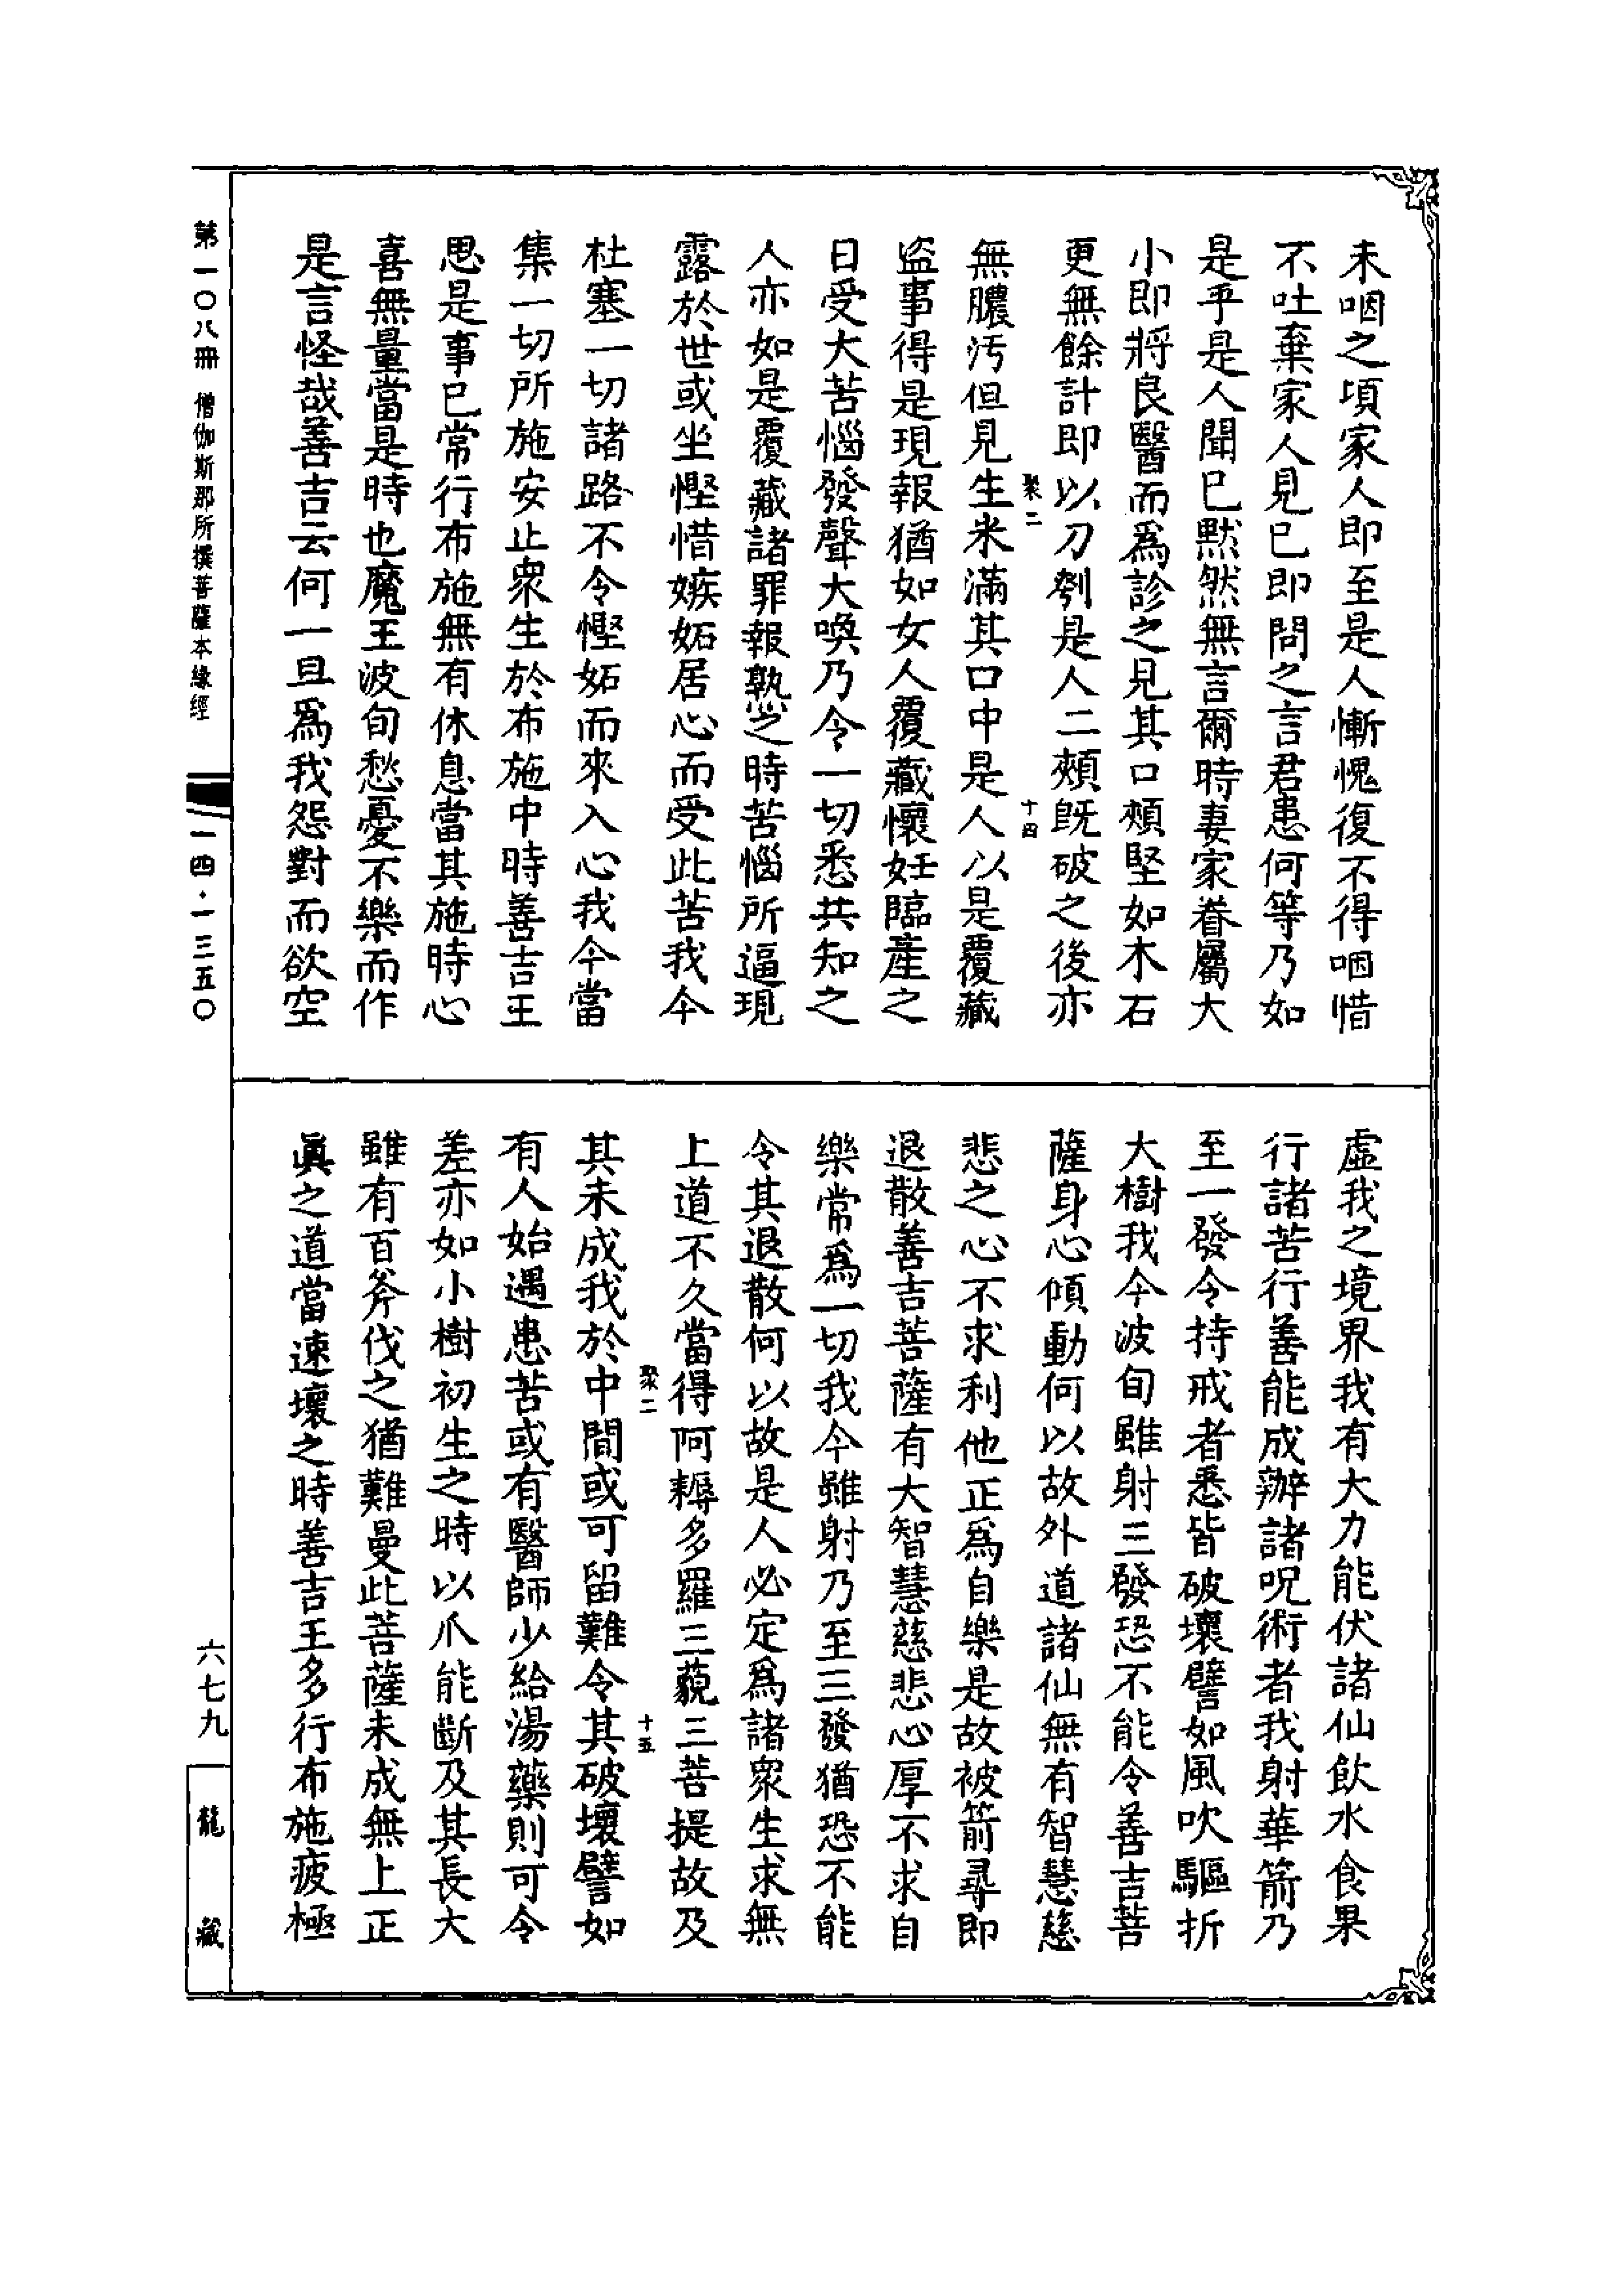 未咽之頃家人即至是人慚愧復不得咽惜
不吐棄家人見已即問之言君患何等乃如
是乎是人聞已默然無言爾時妻家眷屬大
小即將良醫而爲診之見其口頰堅如木石
更無餘計即以刀刳是人二頰既破之後亦
聚二 十四
無膿汚但見生米滿其口中是人以是覆藏
盜事得是現報猶如女人覆藏懷妊臨產之
日受大苦惱發聲大喚乃令一切悉共知之
人亦如是覆藏諸罪報熟之時苦惱所逼現
露於世或坐慳惜嫉妬居心而受此苦我今
杜塞一切諸路不令慳妬而來入心我今當
集一切所施安止衆生於布施中時善吉王
思是事已常行布施無有休息當其施時心
喜無量當是時也魔王波旬愁憂不樂而作
是言怪哉善吉云何一旦爲我怨對而欲空
虛我之境界我有大力能伏諸仙飲水食果
行諸苦行善能成辦諸呪術者我射華箭乃
至一發令持戒者悉皆破壞譬如風吹驅折
大樹我今波旬雖射三發恐不能令善吉菩
薩身心傾動何以故外道諸仙無有智慧慈
悲之心不求利他正爲自樂是故被箭尋即
退散善吉菩薩有大智慧慈悲心厚不求自
樂常爲一切我今雖射乃至三發猶恐不能
令其退散何以故是人必定爲諸衆生求無
上道不久當得阿耨多羅三藐三菩提故及
聚二 十五
其未成我於中間或可留難令其破壞譬如
有人始遇患苦或有醫師少給湯藥則可令
差亦如小樹初生之時以爪能斷及其長大
雖有百斧伐之猶難曼此菩薩未成無上正
眞之道當速壞之時善吉王多行布施疲極
第一〇八冊 僧伽斯那所撰菩薩本緣經
一四·一三五〇
六七九
龍藏